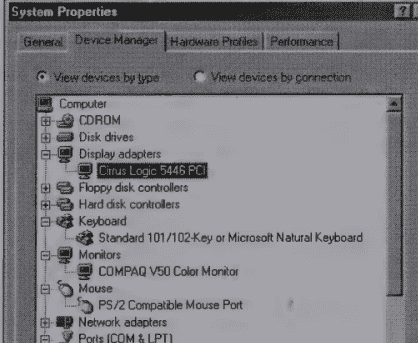 System Properties
General Device Manager Hardware Profiles Performance
View devices by type View devices by connection
Computer
CDROM
Disk drives
Display adapters
Cirrus Logic 5446 PCI
Floppy disk controllers
Hard disk controllers
Keyboard
Standard 101/102-Key or Microsoft Natural Keyboard
Monitors
COMPAQ V50 Color Monitor
Mouse
PS/2 Compatible Mouse Port
Network adapters
Ports (COM & LPT)